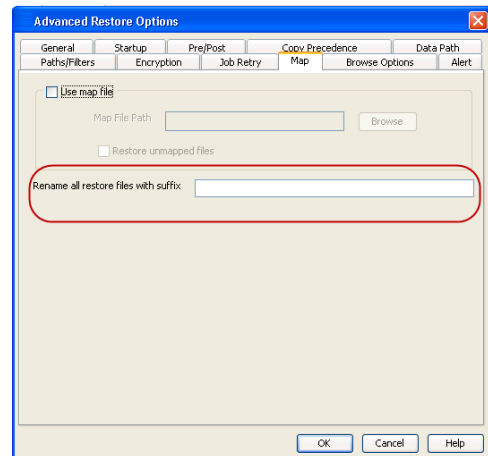 Advanced Restore Options
General Startup Pre/Post Copy Precedence Data Path
Paths/Filters Encryption Job Retry Map Browse Options Alert
Use map file
Map File Path Browse
Restore unmapped files
Rename all restore files with suffix
OK Cancel Help